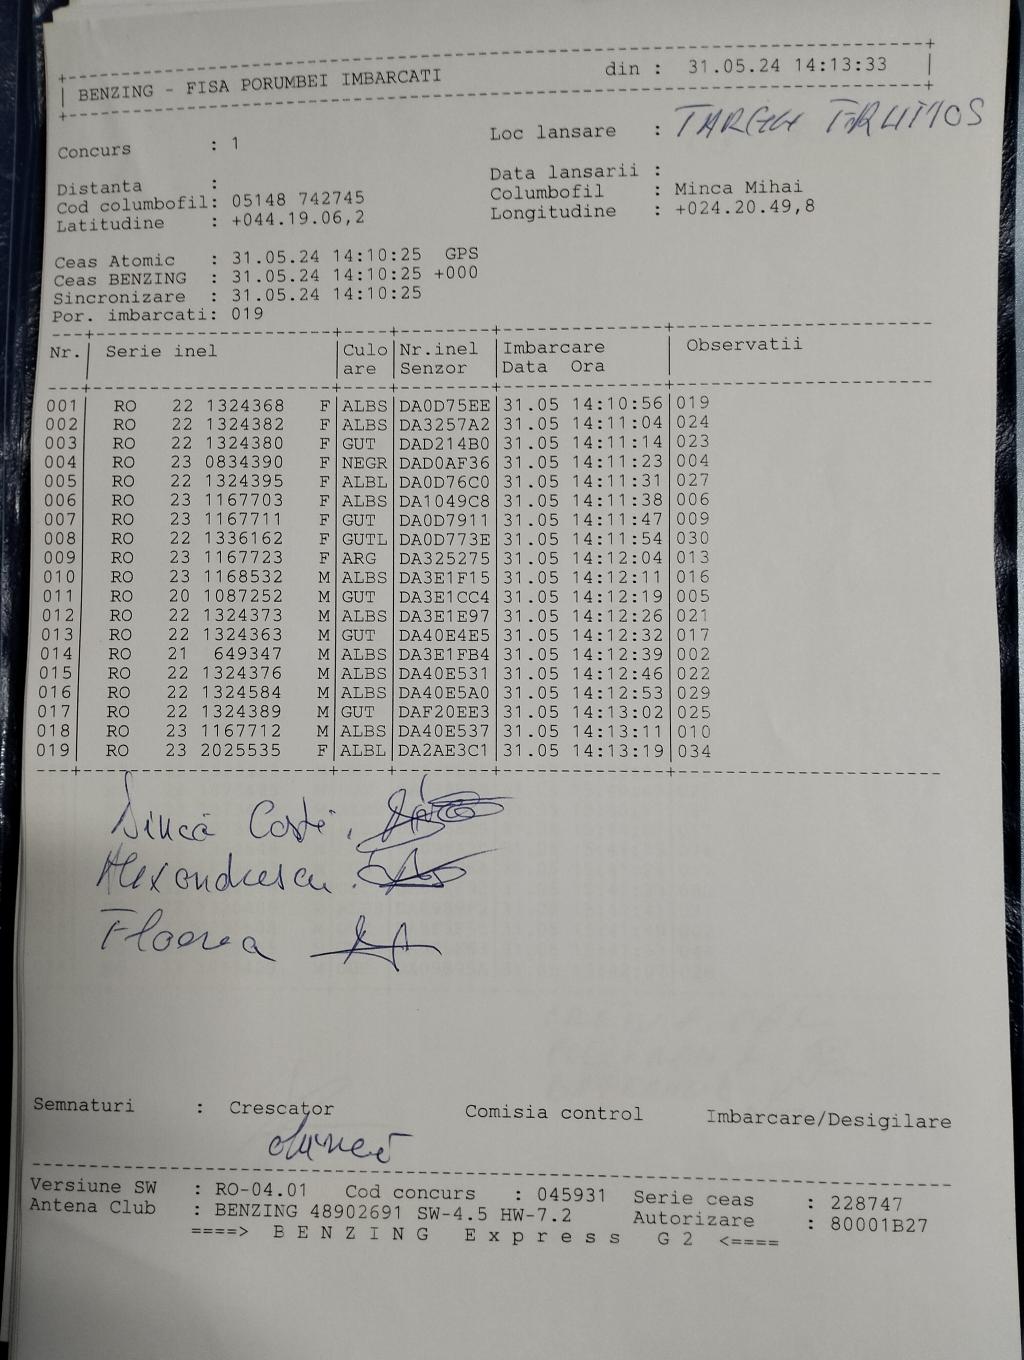 BENZING - FISA PORUMBEI IMBARCATI din : 31.05.24 14:13:33
Concurs : 1 Loc lansare : TARGU FRUMOS
Distanta : Data lansarii :
Cod columbofil: 05148 742745 Columbofil : Minca Mihai
Latitudine : +044.19.06,2 Longitudine : +024.20.49,8
Ceas Atomic : 31.05.24 14:10:25 GPS
Ceas BENZING : 31.05.24 14:10:25 +000
Sincronizare : 31.05.24 14:10:25
Por. imbarcati: 019
Nr. Serie inel Culo Nr.inel Imbarcare Observatii
are Senzor Data Ora
001 RO 22 1324368 F ALBS DA0D75EE 31.05 14:10:56 019
002 RO 22 1324382 F ALBS DA3257A2 31.05 14:11:04 024
003 RO 22 1324380 F GUT DAD214B0 31.05 14:11:14 023
004 RO 23 0834390 F NEGR DAD0AF36 31.05 14:11:23 004
005 RO 22 1324395 F ALBL DA0D76C0 31.05 14:11:31 027
006 RO 23 1167703 F ALBS DA1049C8 31.05 14:11:38 006
007 RO 23 1167711 F GUT DA0D7911 31.05 14:11:47 009
008 RO 22 1336162 F GUTL DA0D773E 31.05 14:11:54 030
009 RO 23 1167723 F ARG DA325275 31.05 14:12:04 013
010 RO 23 1168532 M ALBS DA3E1F15 31.05 14:12:11 016
011 RO 20 1087252 M GUT DA3E1CC4 31.05 14:12:19 005
012 RO 22 1324373 M ALBS DA3E1E97 31.05 14:12:26 021
013 RO 22 1324363 M GUT DA40E4E5 31.05 14:12:32 017
014 RO 21 649347 M ALBS DA3E1FB4 31.05 14:12:39 002
015 RO 22 1324376 M ALBS DA40E531 31.05 14:12:46 022
016 RO 22 1324584 M ALBS DA40E5A0 31.05 14:12:53 029
017 RO 22 1324389 M GUT DAF20EE3 31.05 14:13:02 025
018 RO 23 1167712 M ALBS DA40E537 31.05 14:13:11 010
019 RO 23 2025535 F ALBL DA2AE3C1 31.05 14:13:19 034
Alexandrescu
Floarea
Semnaturi : Crescator Comisia control Imbarcare/Desigilare
Versiune SW : RO-04.01 Cod concurs : 045931 Serie ceas : 228747
Antena Club : BENZING 48902691 SW-4.5 HW-7.2 Autorizare : 80001B27
====> B E N Z I N G E x p r e s s G 2 <====